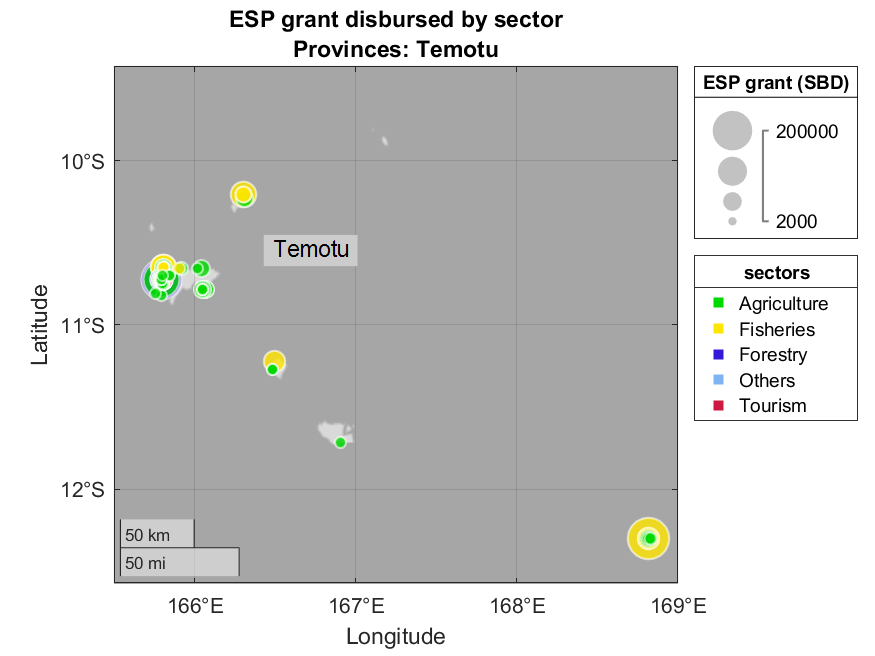 ESP grant disbursed by sector
Provinces: Temotu
ESP grant (SBD)
200000
2000
sectors
Agriculture
Fisheries
Forestry
Others
Tourism
Temotu
10°S
11°S
12°S
Latitude
50 km
50 mi
166°E
167°E
168°E
169°E
Longitude